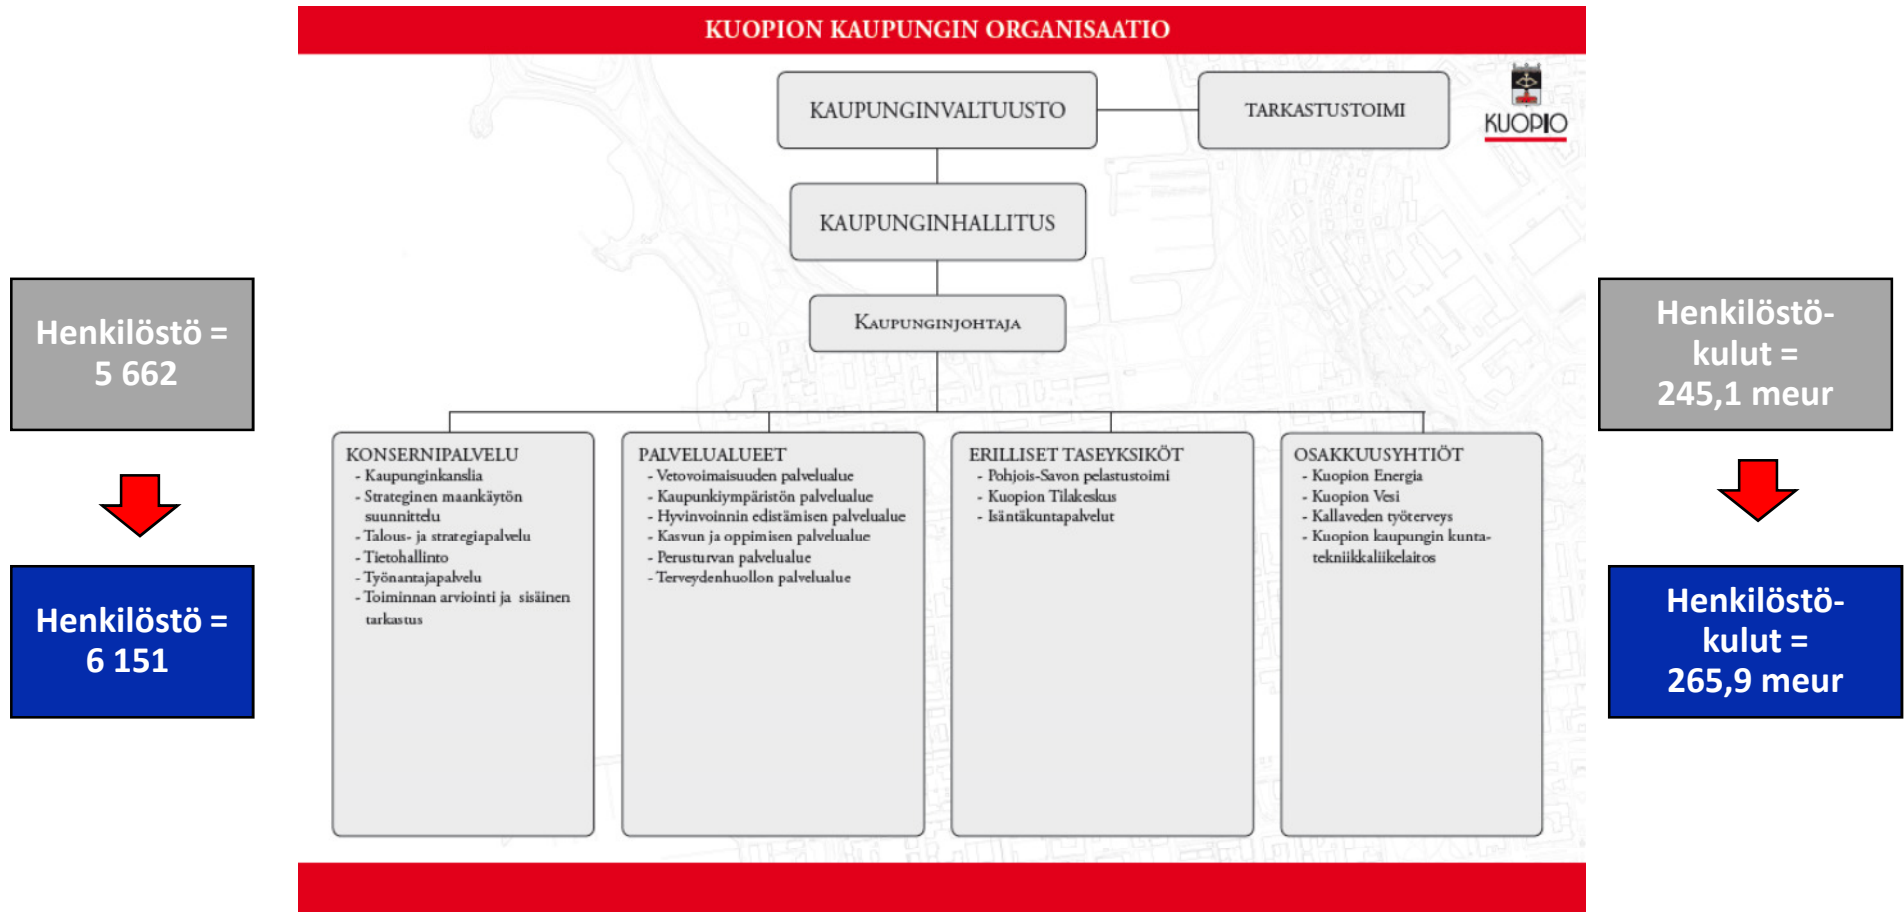 KUOPION KAUPUNGIN ORGANISAATIO
KAUPUNGINVALTUUSTO
TARKASTUSTOIMI
KUOPIO
KAUPUNGINHALLITUS
KAUPUNGINJOHTAJA
Henkilöstö =
5 662
Henkilöstö =
6 151
KONSERNIPALVELU
- Kaupunginkanslia
- Strateginen maankäytön
suunnittelu
- Talous- ja strategiapalvelu
- Tietohallinto
- Työnantajapalvelu
- Toiminnan arviointi ja sisäinen
tarkastus
PALVELUALUEET
- Vetovoimaisuuden palvelualue
- Kaupunkiympäristön palvelualue
- Hyvinvoinnin edistämisen palvelualue
- Kasvun ja oppimisen palvelualue
- Perusturvan palvelualue
- Terveydenhuollon palvelualue
ERILLISET TASEYKSIKÖT
- Pohjois-Savon pelastustoimi
- Kuopion Tilakeskus
- Isäntäkuntapalvelut
OSAKKUUSYHTIÖT
- Kuopion Energia
- Kuopion Vesi
- Kallaveden työterveys
- Kuopion kaupungin kunta-
tekniikkaliikelaitos
Henkilöstö-
kulut =
245,1 meur
Henkilöstö-
kulut =
265,9 meur